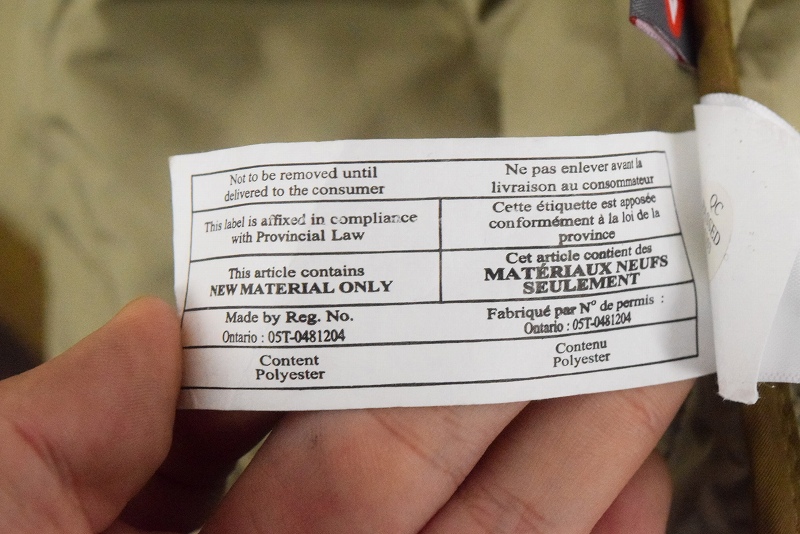 Not to be removed until
delivered to the consumer
Ne pas enlever avant la
livraison au consommateur
This label is affixed in compliance
with Provincial Law
Cette étiquette est apposée
conformément à la loi de la
province
This article contains
NEW MATERIAL ONLY
Cet article contient des
MATÉRIAUX NEUFS
SEULEMENT
Made by Reg. No.
Ontario : 05T-0481204
Fabriqué par N° de permis :
Ontario : 05T-0481204
Content
Polyester
Contenu
Polyester
QC